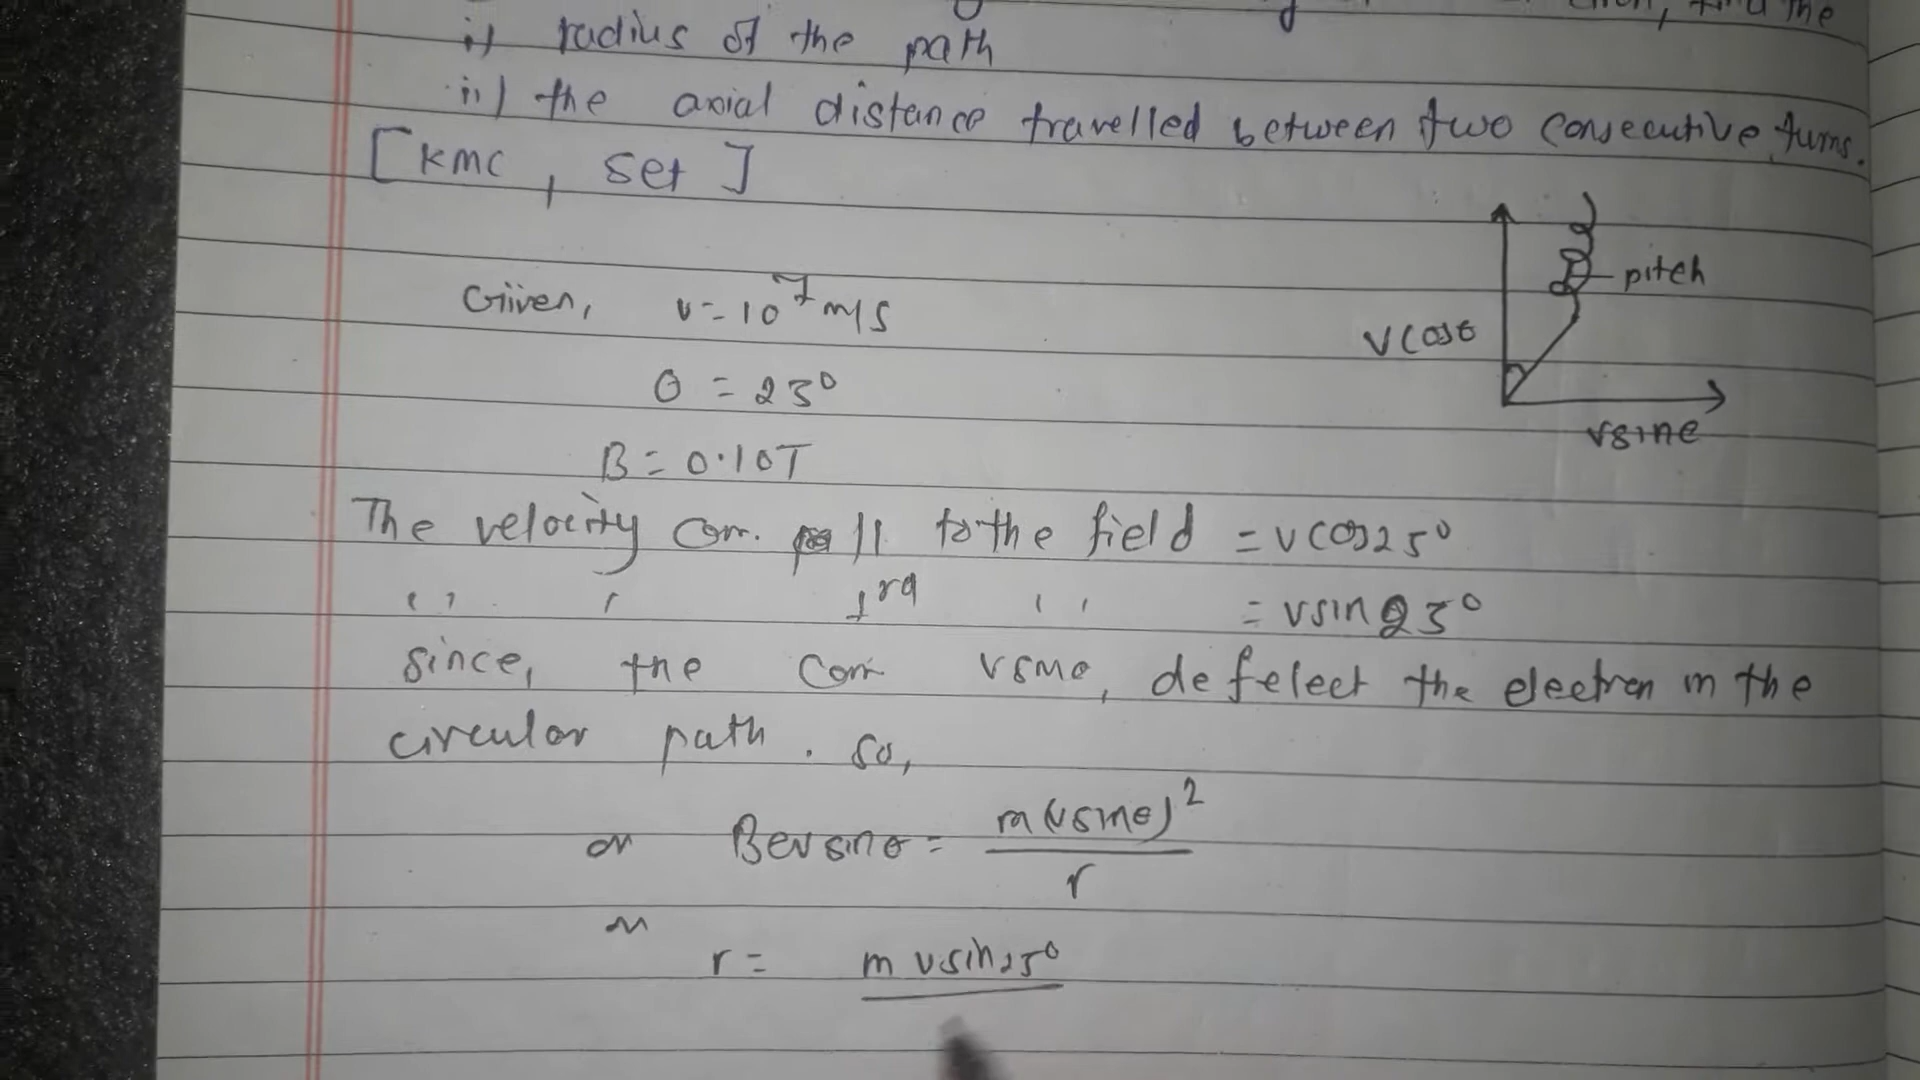 the
i) radius of the path
ii) the axial distance travelled between two consecutive turns.
[KMC, set]
Given, v = 10⁷ m/s
pitch
vcosθ
θ = 25°
vsinθ
B = 0.10T
The velocity com. || to the field = vcos25°
,, , ⊥ʳ ,, = vsin25°
since, the com vsinθ, defelect the electron in the
circular path. so,
or Bevsinθ = m(vsinθ)² / r
or r = mvsin25°